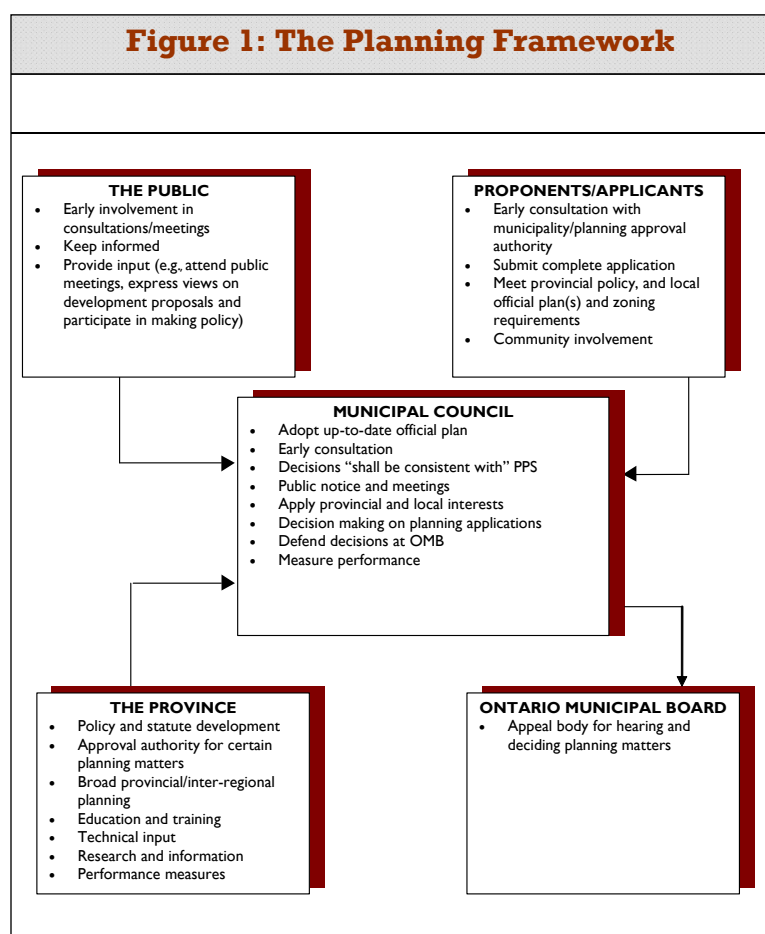 Figure 1: The Planning Framework
THE PUBLIC
• Early involvement in
consultations/meetings
• Keep informed
• Provide input (e.g., attend public
meetings, express views on
development proposals and
participate in making policy)
PROPONENTS/APPLICANTS
• Early consultation with
municipality/planning approval
authority
• Submit complete application
• Meet provincial policy, and local
official plan(s) and zoning
requirements
• Community involvement
MUNICIPAL COUNCIL
• Adopt up-to-date official plan
• Early consultation
• Decisions “shall be consistent with” PPS
• Public notice and meetings
• Apply provincial and local interests
• Decision making on planning applications
• Defend decisions at OMB
• Measure performance
THE PROVINCE
• Policy and statute development
• Approval authority for certain
planning matters
• Broad provincial/inter-regional
planning
• Education and training
• Technical input
• Research and information
• Performance measures
ONTARIO MUNICIPAL BOARD
• Appeal body for hearing and
deciding planning matters